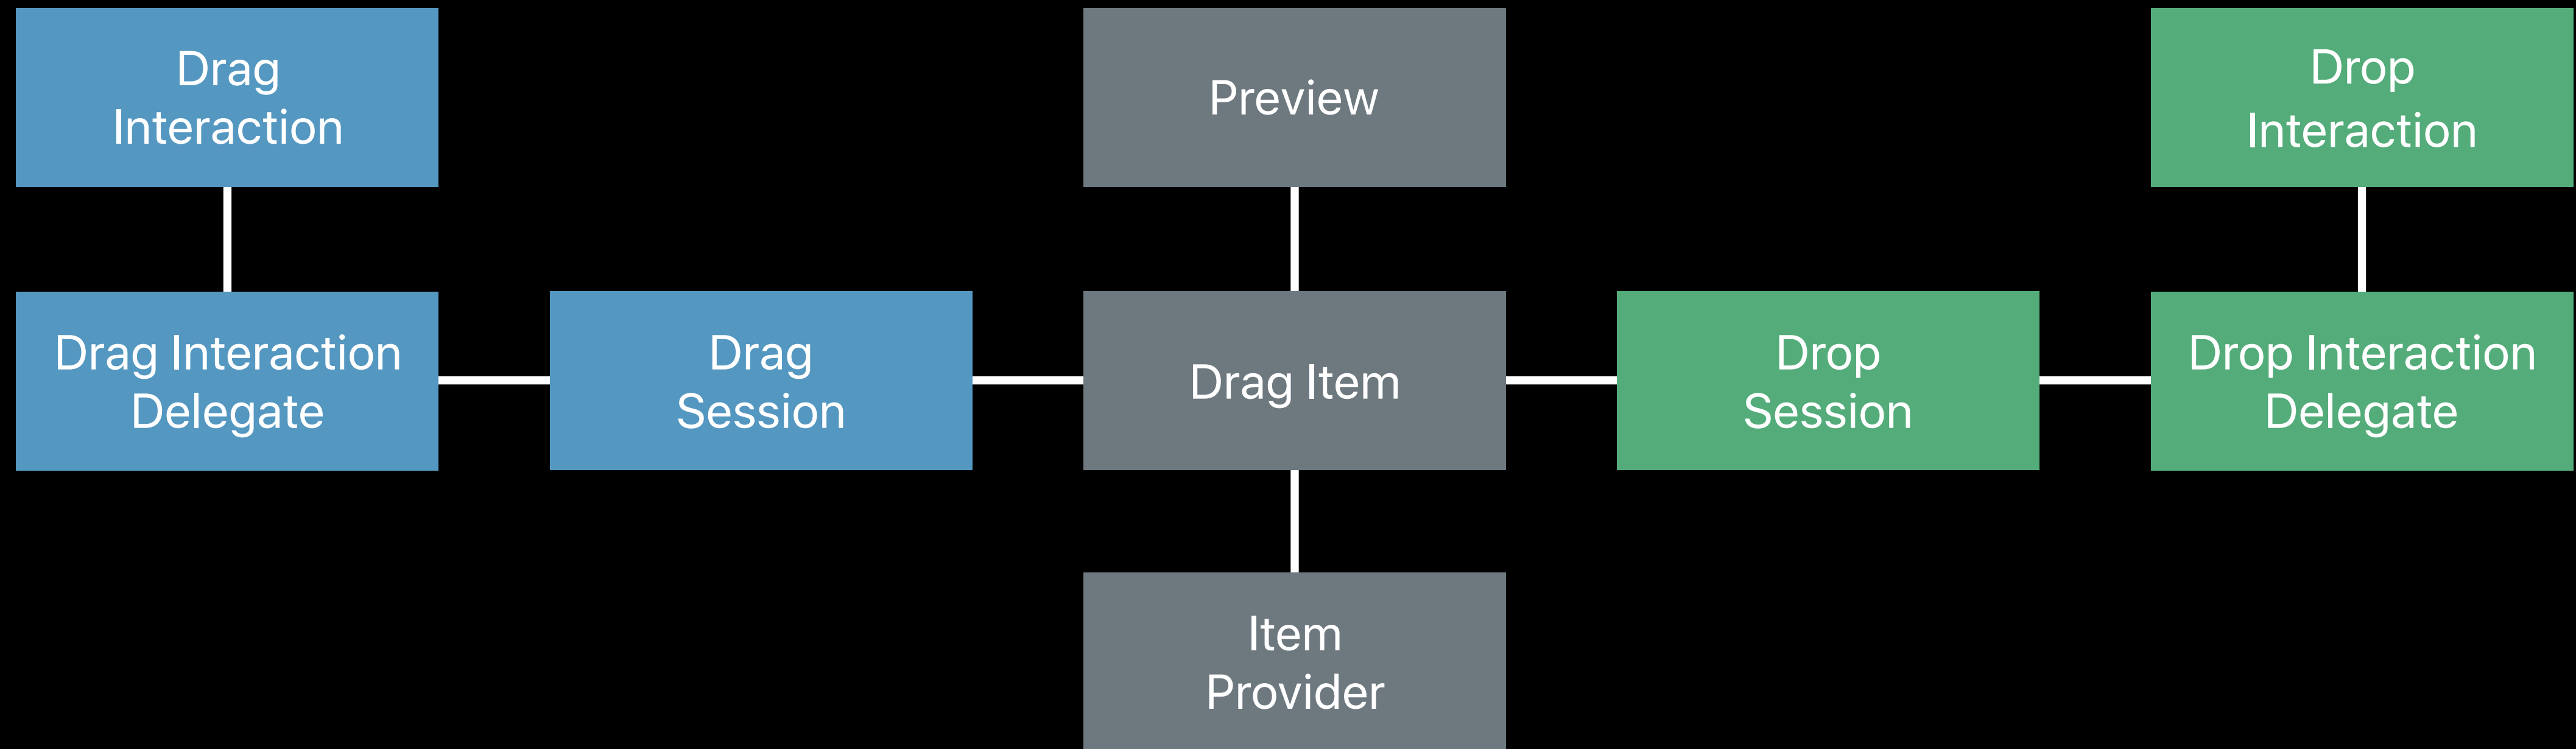 Drag
Interaction
Preview
Drop
Interaction
Drag Interaction
Delegate
Drag
Session
Drag Item
Drop
Session
Drop Interaction
Delegate
Item
Provider